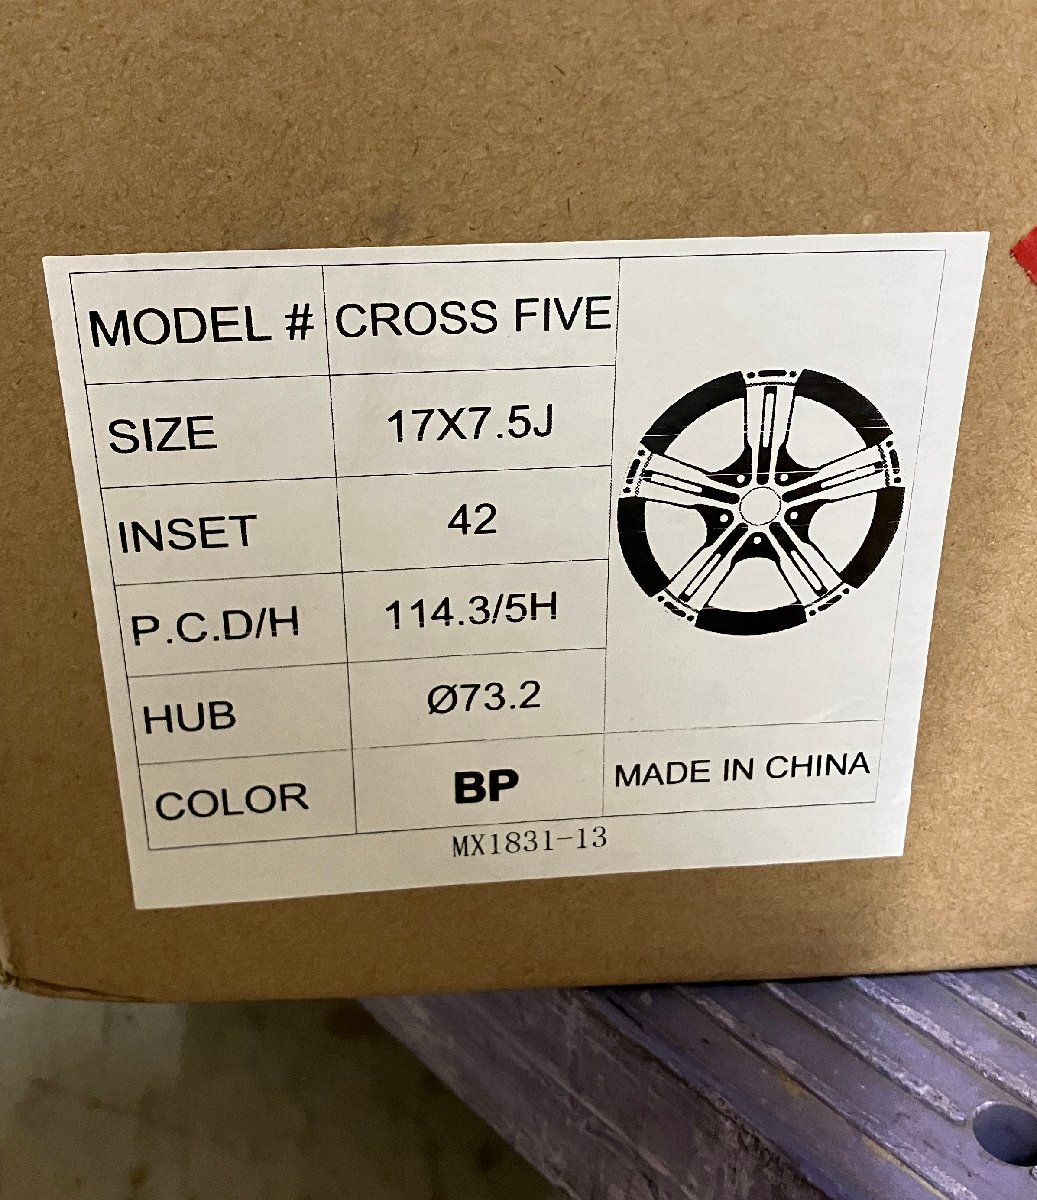 MODEL # CROSS FIVE
SIZE 17X7.5J
INSET 42
P.C.D/H 114.3/5H
HUB Ø73.2
COLOR BP MADE IN CHINA
MX1831-13